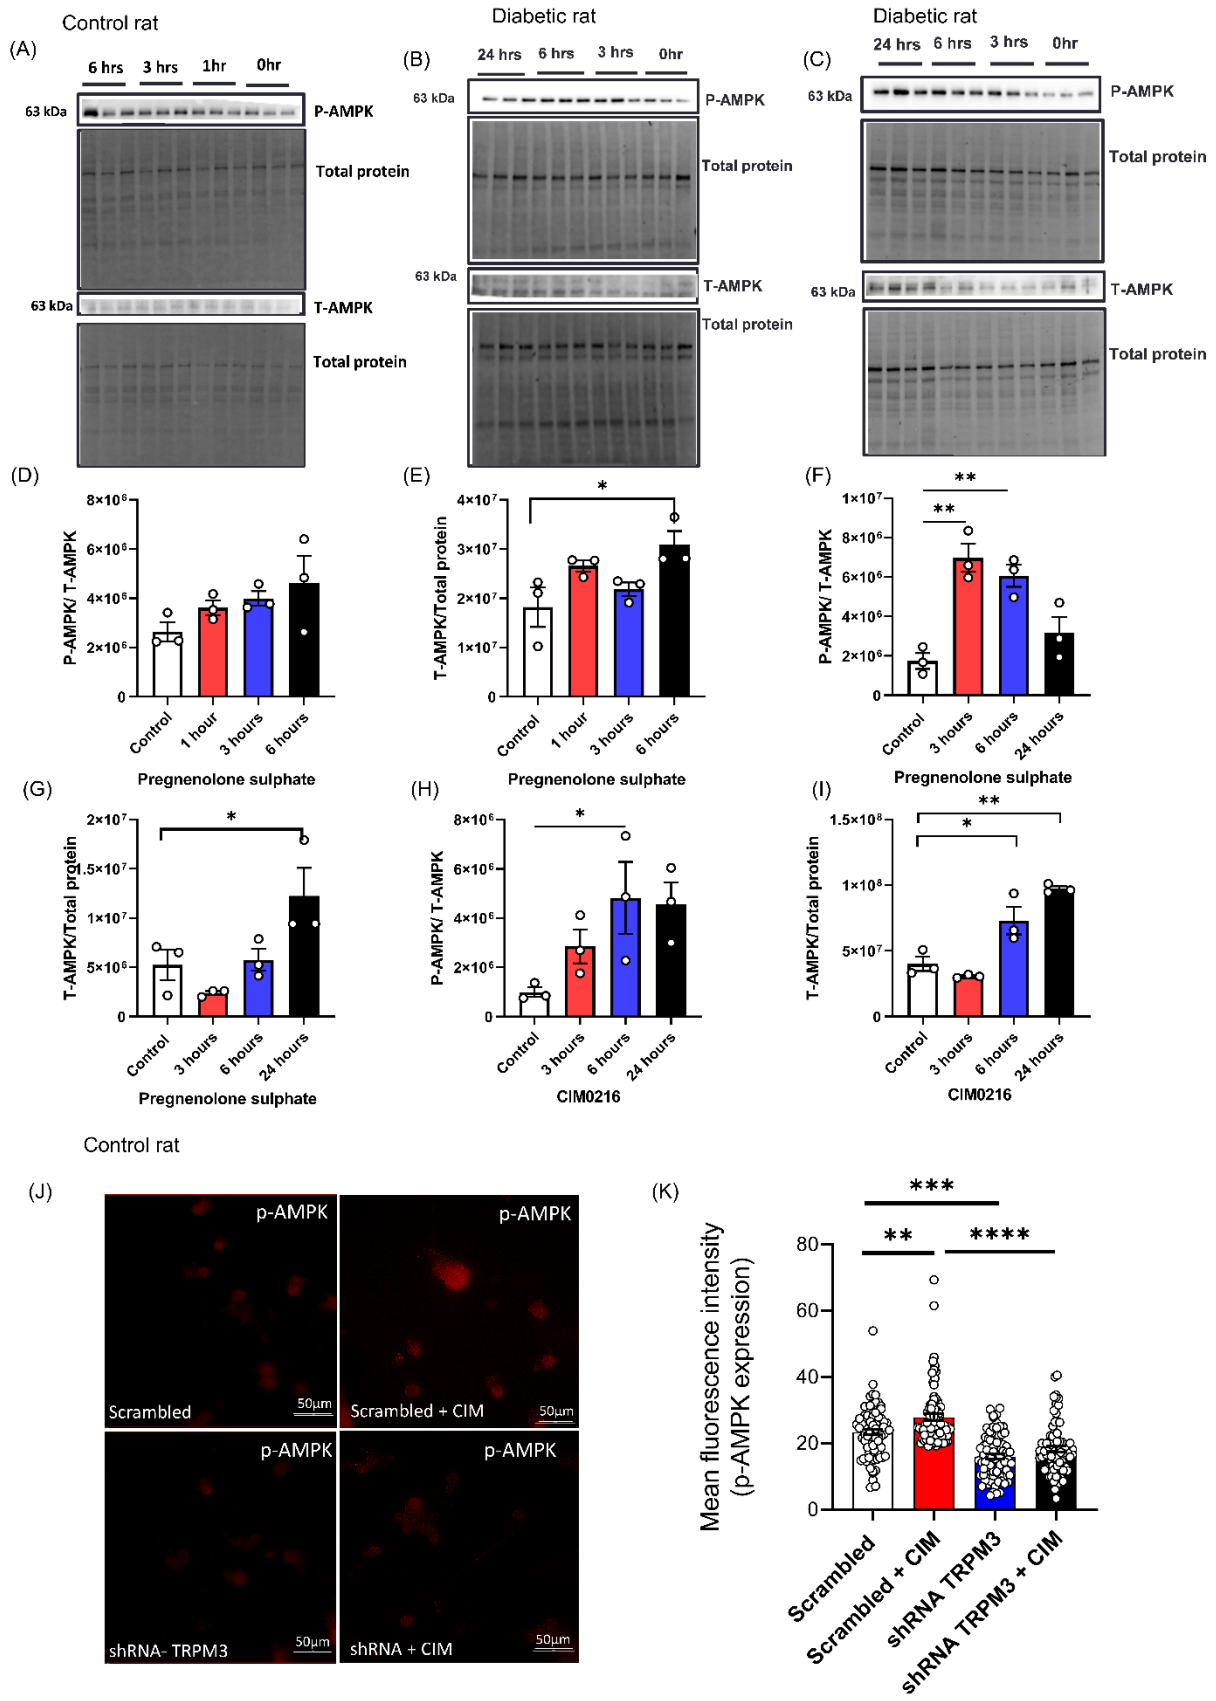 Control rat
Diabetic rat
Diabetic rat
(A)
6 hrs 3 hrs 1hr 0hr
63 kDa
P-AMPK
Total protein
63 kDa
T-AMPK
Total protein
(B)
24 hrs 6 hrs 3 hrs 0hr
63 kDa
P-AMPK
Total protein
63 kDa
T-AMPK
Total protein
(C)
24 hrs 6 hrs 3 hrs 0hr
63 kDa
P-AMPK
Total protein
63 kDa
T-AMPK
Total protein
(D)
P-AMPK/ T-AMPK
8×10⁶
6×10⁶
4×10⁶
2×10⁶
0
Control
1 hour
3 hours
6 hours
Pregnenolone sulphate
(E)
T-AMPK/Total protein
*
4×10⁷
3×10⁷
2×10⁷
1×10⁷
0
Control
1 hour
3 hours
6 hours
Pregnenolone sulphate
(F)
P-AMPK/ T-AMPK
**
**
1×10⁷
8×10⁶
6×10⁶
4×10⁶
2×10⁶
0
Control
3 hours
6 hours
24 hours
Pregnenolone sulphate
(G)
T-AMPK/Total protein
*
2×10⁷
1.5×10⁷
1×10⁷
5×10⁶
0
Control
3 hours
6 hours
24 hours
Pregnenolone sulphate
(H)
P-AMPK/ T-AMPK
*
8×10⁶
6×10⁶
4×10⁶
2×10⁶
0
Control
3 hours
6 hours
24 hours
CIM0216
(I)
T-AMPK/Total protein
**
*
1.5×10⁸
1×10⁸
5×10⁷
0
Control
3 hours
6 hours
24 hours
CIM0216
Control rat
(J)
p-AMPK
Scrambled
50µm
p-AMPK
Scrambled + CIM
50µm
p-AMPK
shRNA- TRPM3
50µm
p-AMPK
shRNA + CIM
50µm
(K)
Mean fluorescence intensity
(p-AMPK expression)
***
**
****
80
60
40
20
0
Scrambled
Scrambled + CIM
shRNA TRPM3
shRNA TRPM3 + CIM